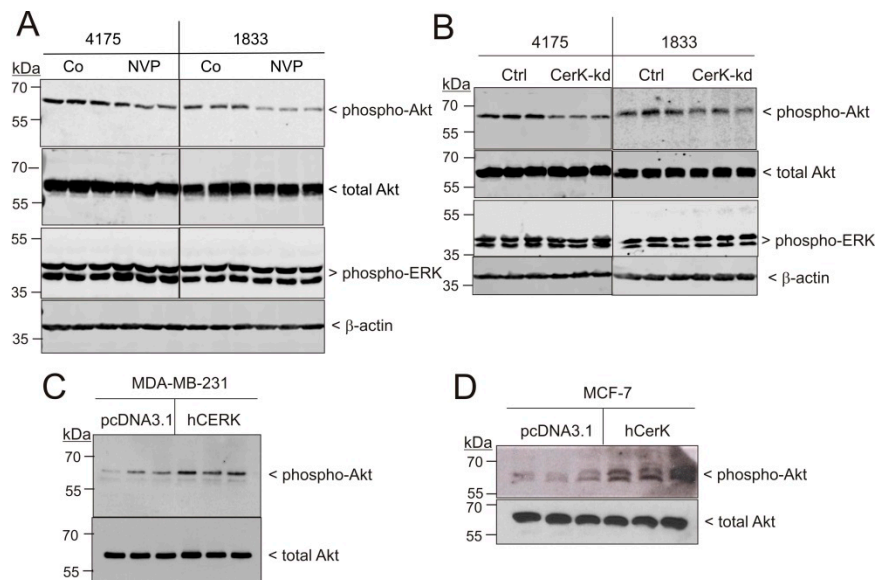 A
4175 1833
kDa Co NVP Co NVP
70
55
< phospho-Akt
70
55
< total Akt
55
35
> phospho-ERK
35
< β-actin
B
4175 1833
kDa Ctrl CerK-kd Ctrl CerK-kd
70
55
< phospho-Akt
70
55
< total Akt
55
35
> phospho-ERK
35
< β-actin
C
MDA-MB-231
pcDNA3.1 hCERK
kDa
70
55
< phospho-Akt
70
55
< total Akt
D
MCF-7
pcDNA3.1 hCerK
kDa
70
55
< phospho-Akt
70
55
< total Akt